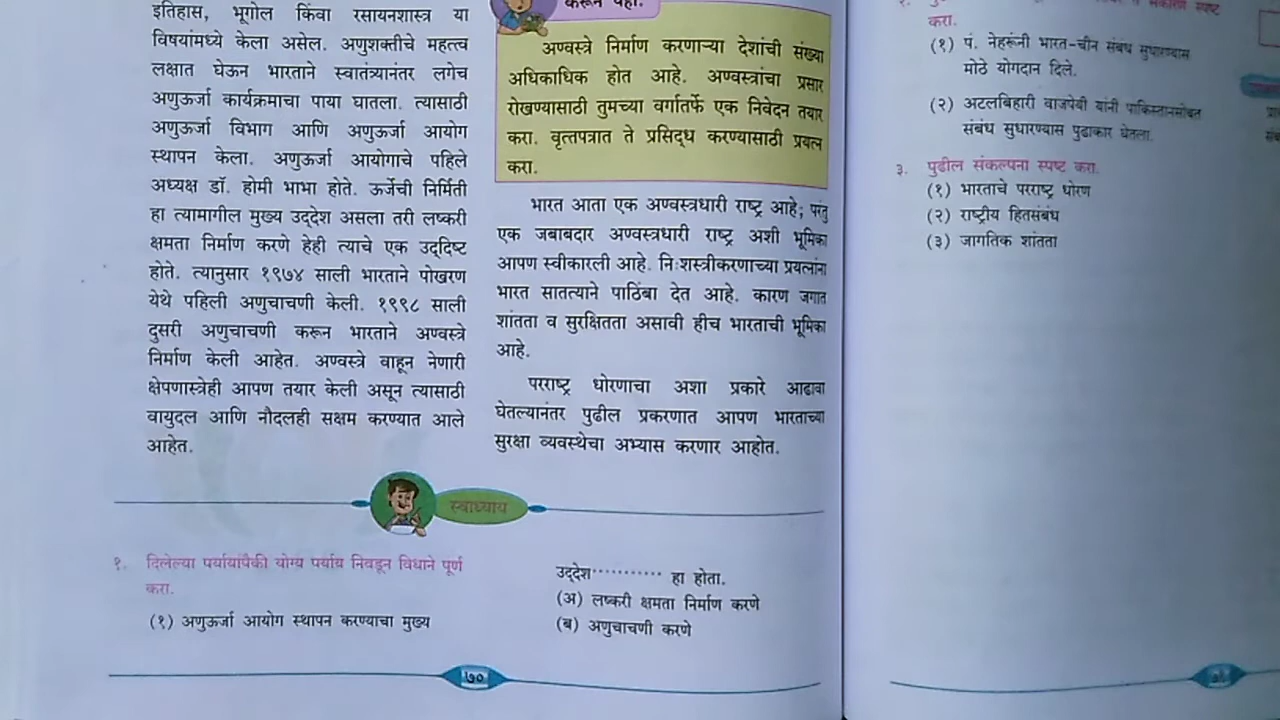 इतिहास, भूगोल किंवा रसायनशास्त्र या
विषयांमध्ये केला असेल. अणुशक्तीचे महत्त्व
लक्षात घेऊन भारताने स्वातंत्र्यानंतर लगेच
अणुऊर्जा कार्यक्रमाचा पाया घातला. त्यासाठी
अणुऊर्जा विभाग आणि अणुऊर्जा आयोग
स्थापन केला. अणुऊर्जा आयोगाचे पहिले
अध्यक्ष डॉ. होमी भाभा होते. ऊर्जेची निर्मिती
हा त्यामागील मुख्य उद्देश असला तरी लष्करी
क्षमता निर्माण करणे हेही त्याचे एक उद्दिष्ट
होते. त्यानुसार १९७४ साली भारताने पोखरण
येथे पहिली अणुचाचणी केली. १९९८ साली
दुसरी अणुचाचणी करून भारताने अण्वस्त्रे
निर्माण केली आहेत. अण्वस्त्रे वाहून नेणारी
क्षेपणास्त्रेही आपण तयार केली असून त्यासाठी
वायुदल आणि नौदलही सक्षम करण्यात आले
आहेत.
करून पहा.
अण्वस्त्रे निर्माण करणाऱ्या देशांची संख्या
अधिकाधिक होत आहे. अण्वस्त्रांचा प्रसार
रोखण्यासाठी तुमच्या वर्गातर्फे एक निवेदन तयार
करा. वृत्तपत्रात ते प्रसिद्ध करण्यासाठी प्रयत्न
करा.
भारत आता एक अण्वस्त्रधारी राष्ट्र आहे; परंतु
एक जबाबदार अण्वस्त्रधारी राष्ट्र अशी भूमिका
आपण स्वीकारली आहे. निःशस्त्रीकरणाच्या प्रयत्नांना
भारत सातत्याने पाठिंबा देत आहे. कारण जगात
शांतता व सुरक्षितता असावी हीच भारताची भूमिका
आहे.
परराष्ट्र धोरणाचा अशा प्रकारे आढावा
घेतल्यानंतर पुढील प्रकरणात आपण भारताच्या
सुरक्षा व्यवस्थेचा अभ्यास करणार आहोत.
स्वाध्याय
१. दिलेल्या पर्यायांपैकी योग्य पर्याय निवडून विधाने पूर्ण
करा.
(१) अणुऊर्जा आयोग स्थापन करण्याचा मुख्य
उद्देश........... हा होता.
(अ) लष्करी क्षमता निर्माण करणे
(ब) अणुचाचणी करणे
७०
सकारण स्पष्ट
करा.
(१) पं. नेहरूंनी भारत-चीन संबंध सुधारण्यास
मोठे योगदान दिले.
(२) अटलबिहारी वाजपेयी यांनी पाकिस्तानसोबत
संबंध सुधारण्यास पुढाकार घेतला.
३. पुढील संकल्पना स्पष्ट करा.
(१) भारताचे परराष्ट्र धोरण
(२) राष्ट्रीय हितसंबंध
(३) जागतिक शांतता